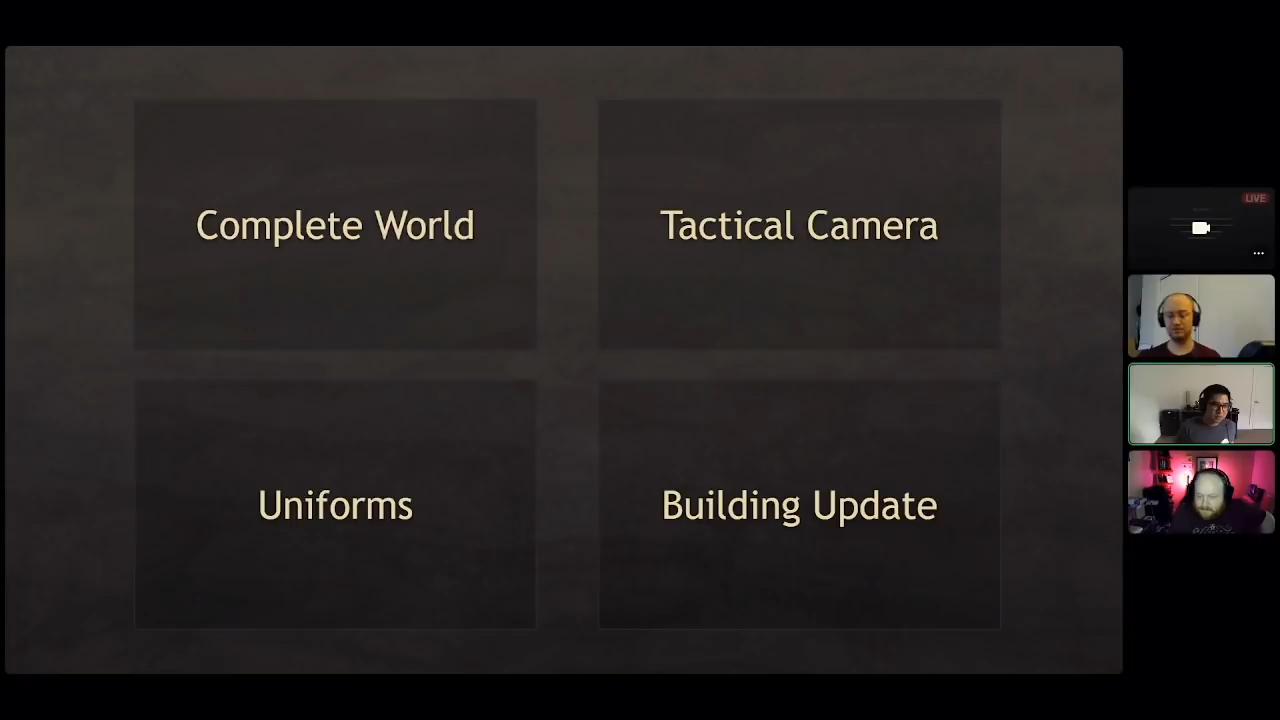 Complete World
Tactical Camera
LIVE
Uniforms
Building Update